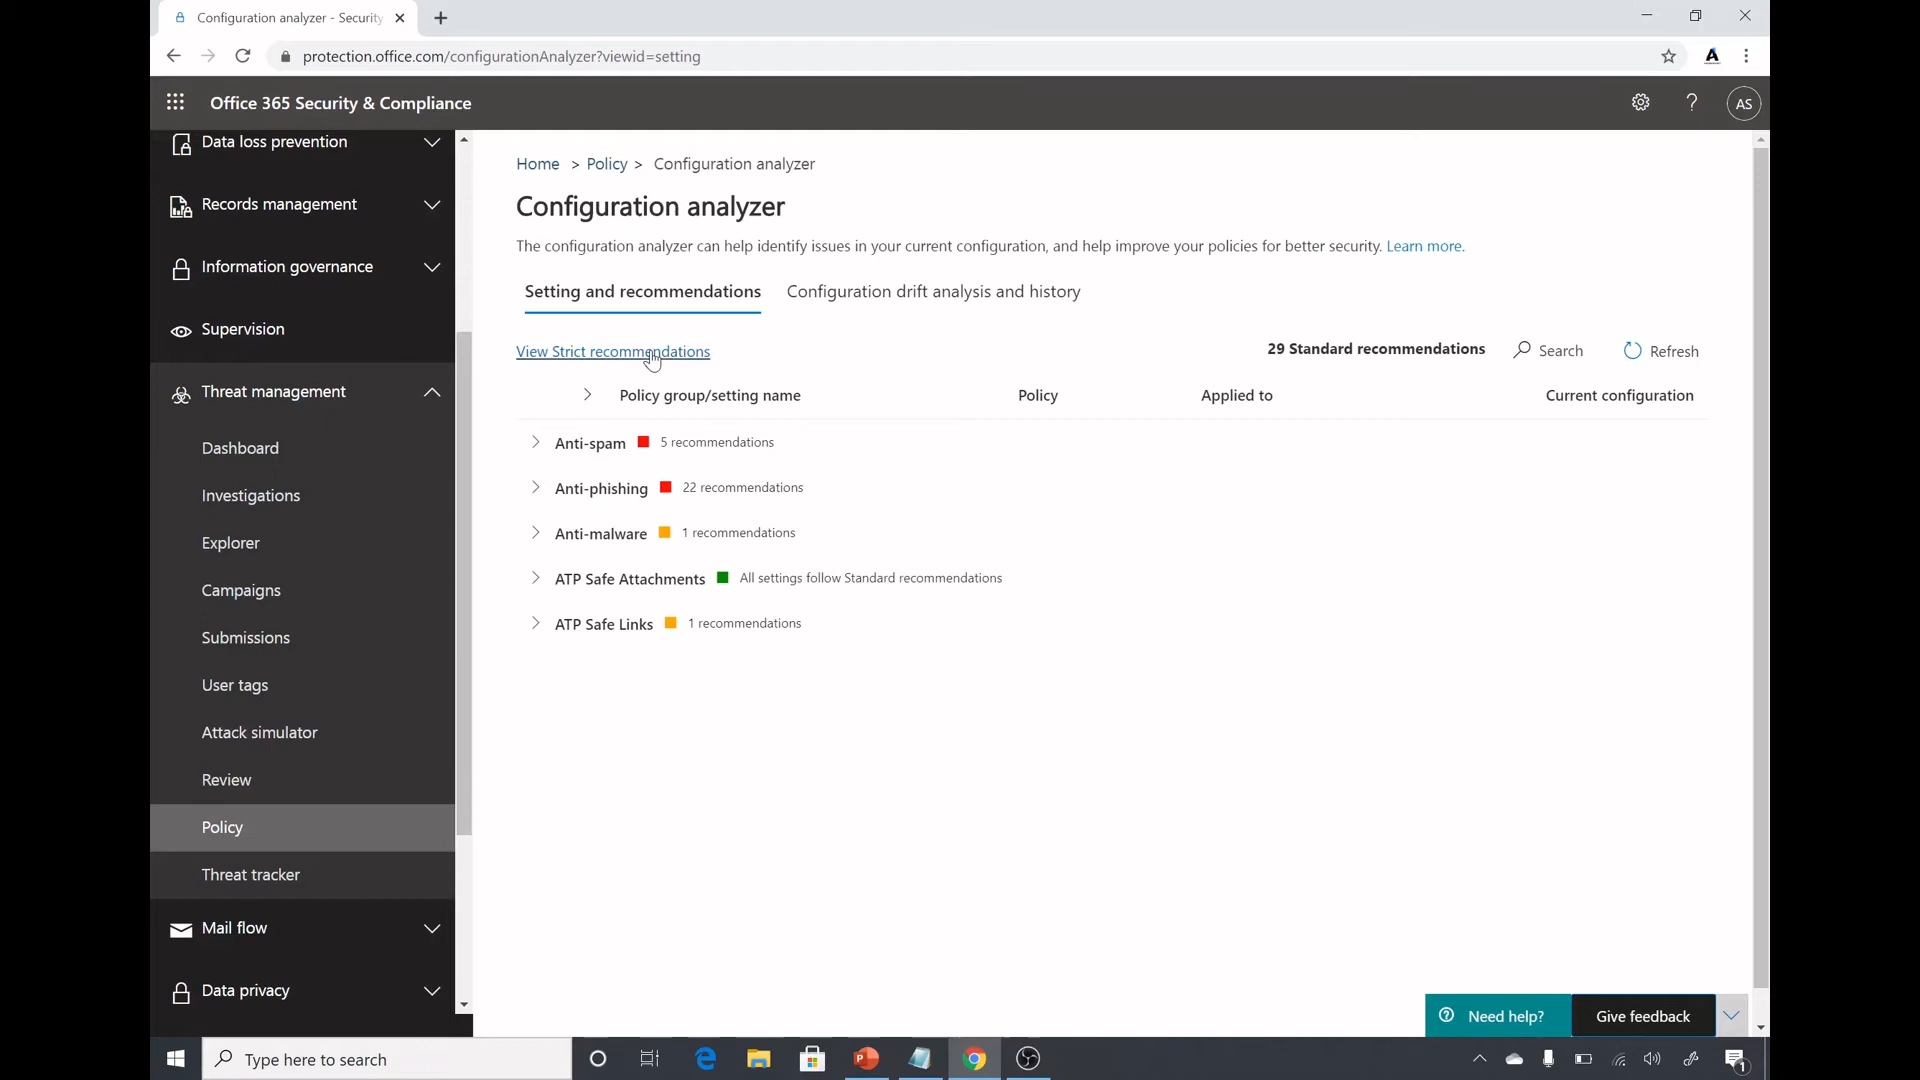 Configuration analyzer - Security
protection.office.com/configurationAnalyzer?viewid=setting
Office 365 Security & Compliance
AS
Data loss prevention
Records management
Information governance
Supervision
Threat management
Dashboard
Investigations
Explorer
Campaigns
Submissions
User tags
Attack simulator
Review
Policy
Threat tracker
Mail flow
Data privacy
Home > Policy > Configuration analyzer
Configuration analyzer
The configuration analyzer can help identify issues in your current configuration, and help improve your policies for better security. Learn more.
Setting and recommendations Configuration drift analysis and history
View Strict recommendations 29 Standard recommendations Search Refresh
Policy group/setting name Policy Applied to Current configuration
Anti-spam 5 recommendations
Anti-phishing 22 recommendations
Anti-malware 1 recommendations
ATP Safe Attachments All settings follow Standard recommendations
ATP Safe Links 1 recommendations
Need help? Give feedback
Type here to search
1